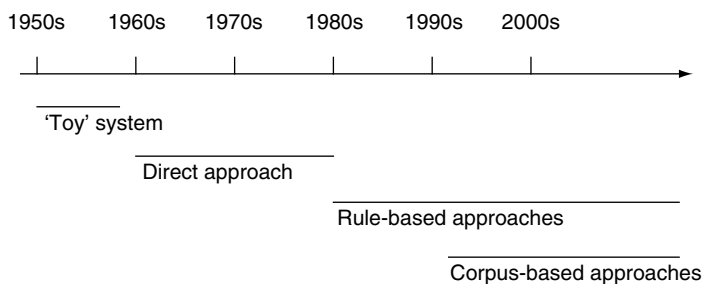 1950s 1960s 1970s 1980s 1990s 2000s
‘Toy’ system
Direct approach
Rule-based approaches
Corpus-based approaches